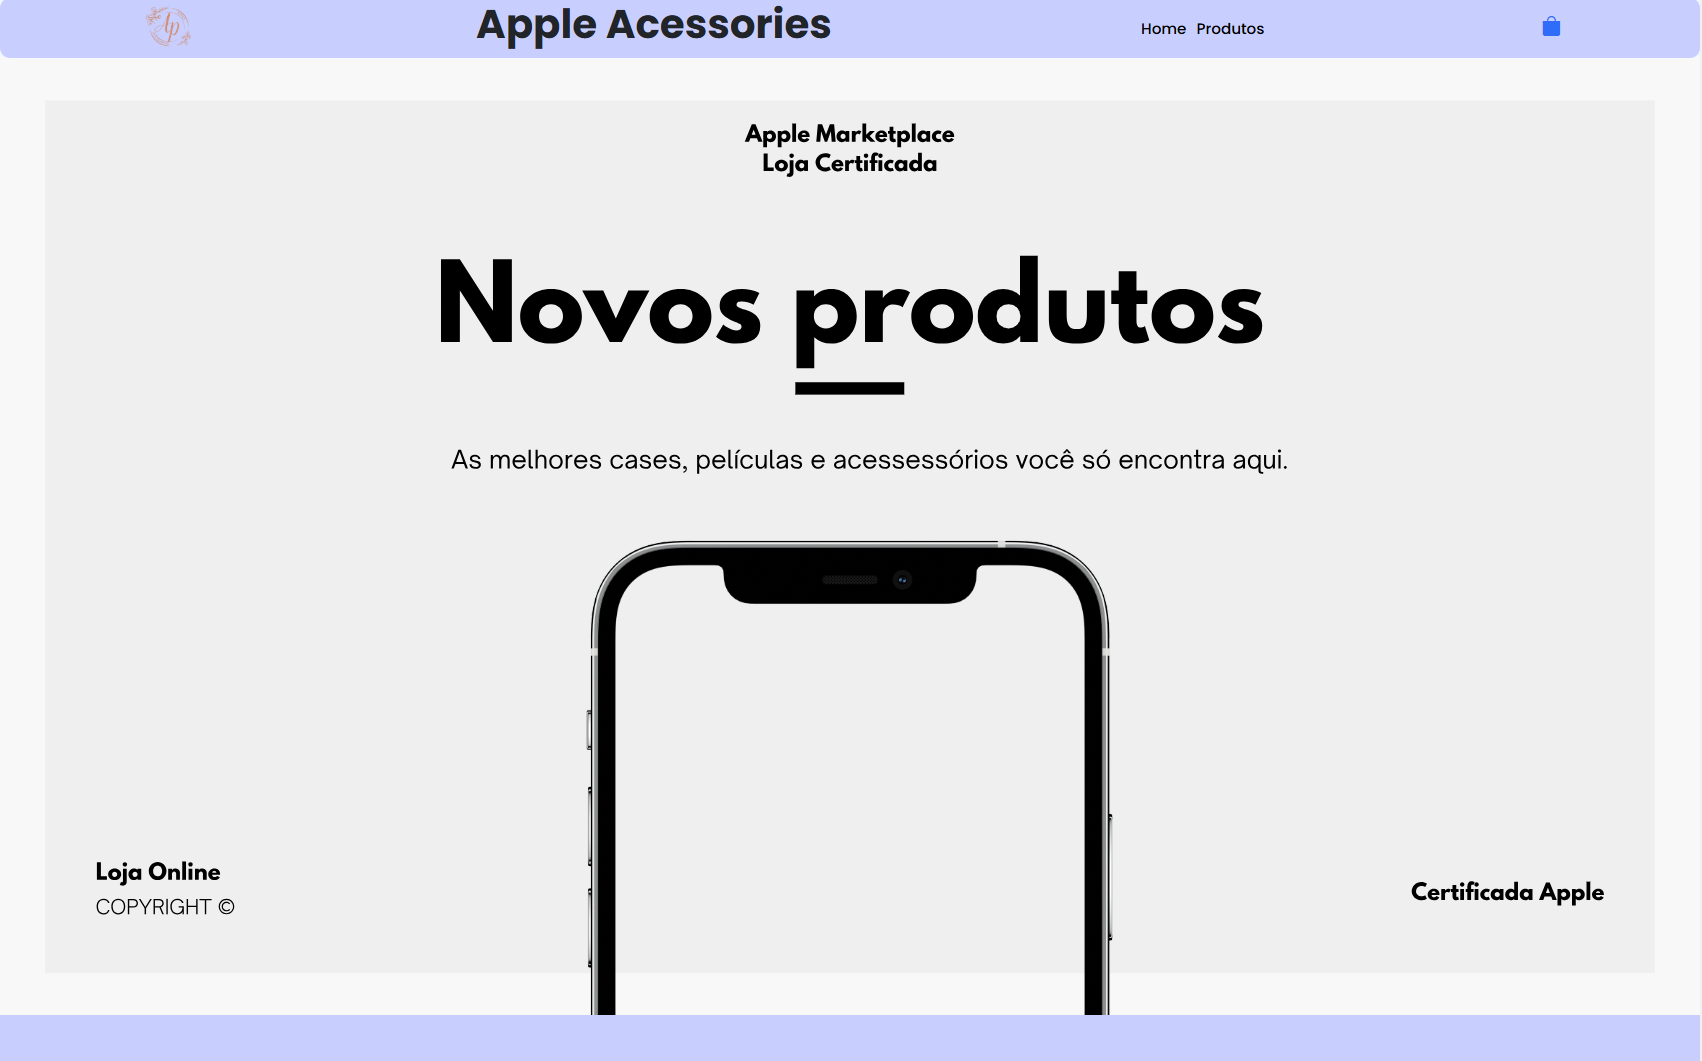 Apple Acessories
Home Produtos
Apple Marketplace
Loja Certificada
Novos produtos
As melhores cases, películas e acessessórios você só encontra aqui.
Loja Online
COPYRIGHT ©
Certificada Apple